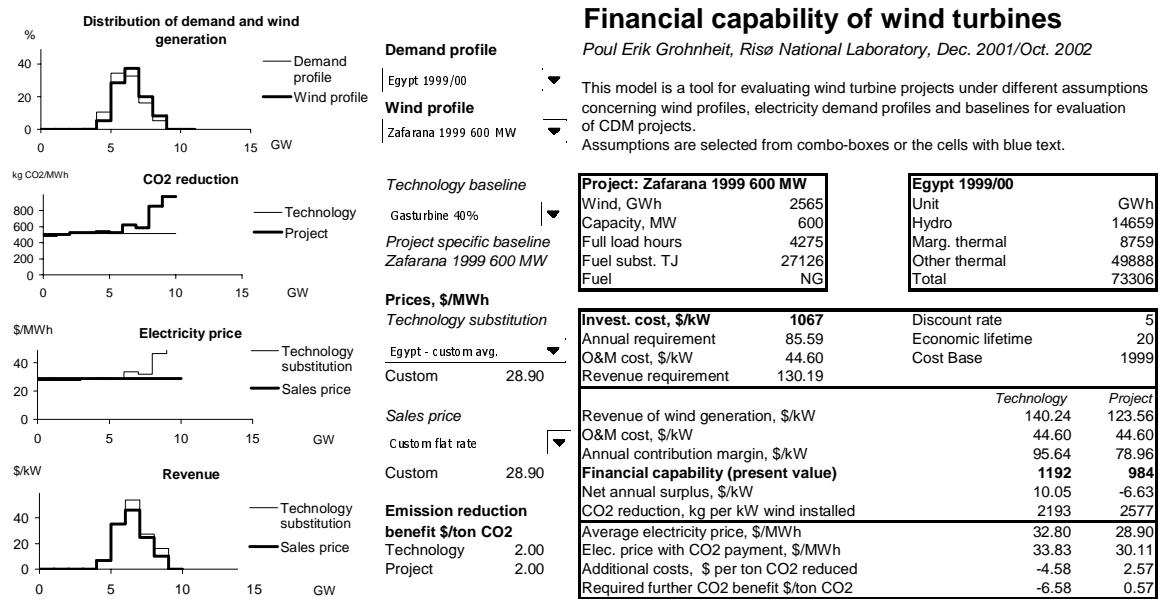 Distribution of demand and wind
generation
%
40
20
0
0 5 10 15 GW
Demand
profile
Wind profile
kg CO2/MWh
CO2 reduction
800
600
400
200
0
0 5 10 15 GW
Technology
Project
$/MWh
Electricity price
40
20
0
0 5 10 15 GW
Technology
substitution
Sales price
$/kW
Revenue
40
20
0
0 5 10 14 15 GW
Technology
substitution
Sales price
Demand profile
Egypt 1999/00
Wind profile
Zafarana 1999 600 MW
Technology baseline
Gasturbine 40%
Project specific baseline
Zafarana 1999 600 MW
Prices, $/MWh
Technology substitution
Egypt - custom avg.
Custom 28.90
Sales price
Custom flat rate
Custom 28.90
Emission reduction
benefit $/ton CO2
Technology 2.00
Project 2.00
Financial capability of wind turbines
Poul Erik Grohnheit, Risø National Laboratory, Dec. 2001/Oct. 2002
This model is a tool for evaluating wind turbine projects under different assumptions
concerning wind profiles, electricity demand profiles and baselines for evaluation
of CDM projects.
Assumptions are selected from combo-boxes or the cells with blue text.
Project: Zafarana 1999 600 MW
Wind, GWh 2565
Capacity, MW 600
Full load hours 4275
Fuel subst. TJ 27126
Fuel NG
Egypt 1999/00
Unit GWh
Hydro 14659
Marg. thermal 8759
Other thermal 49888
Total 73306
Invest. cost, $/kW 1067 Discount rate 5
Annual requirement 85.59 Economic lifetime 20
O&M cost, $/kW 44.60 Cost Base 1999
Revenue requirement 130.19
Technology Project
Revenue of wind generation, $/kW 140.24 123.56
O&M cost, $/kW 44.60 44.60
Annual contribution margin, $/kW 95.64 78.96
Financial capability (present value) 1192 984
Net annual surplus, $/kW 10.05 -6.63
CO2 reduction, kg per kW wind installed 2193 2577
Average electricity price, $/MWh 32.80 28.90
Elec. price with CO2 payment, $/MWh 33.83 30.11
Additional costs, $ per ton CO2 reduced -4.58 2.57
Required further CO2 benefit $/ton CO2 -6.58 0.57